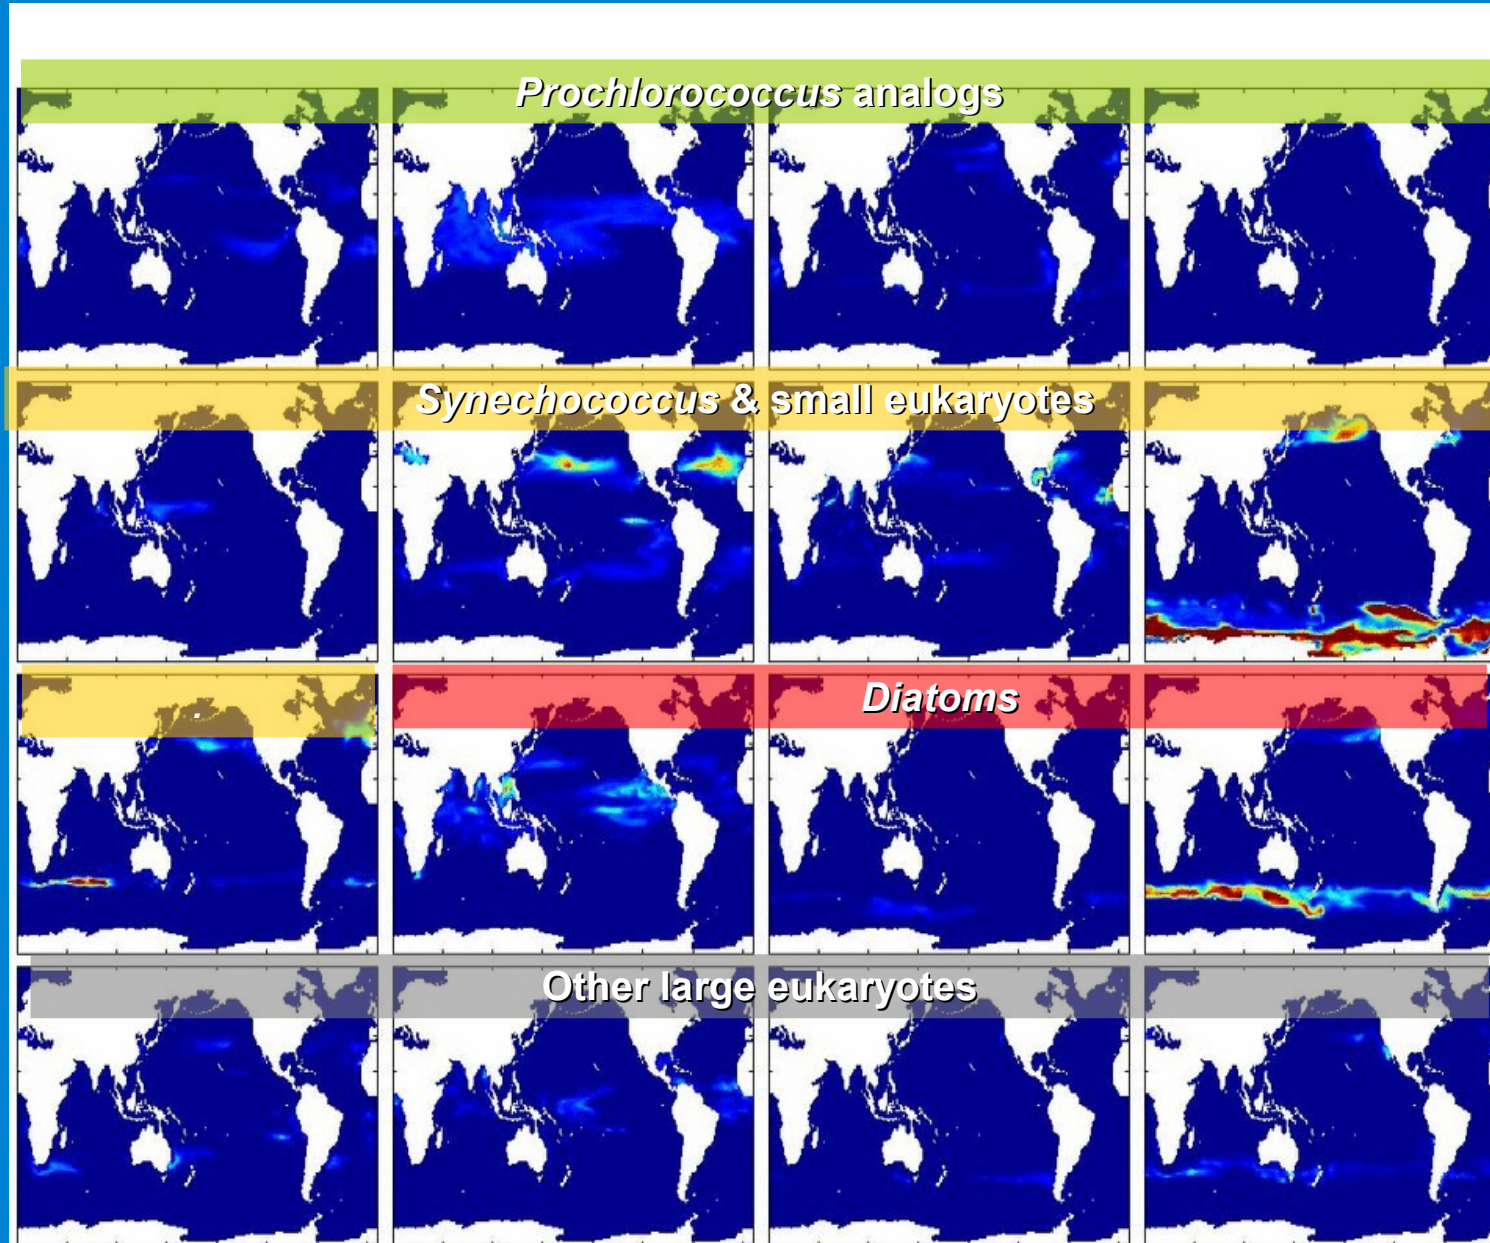 Prochlorococcus analogs
Synechococcus & small eukaryotes
.
Diatoms
Other large eukaryotes